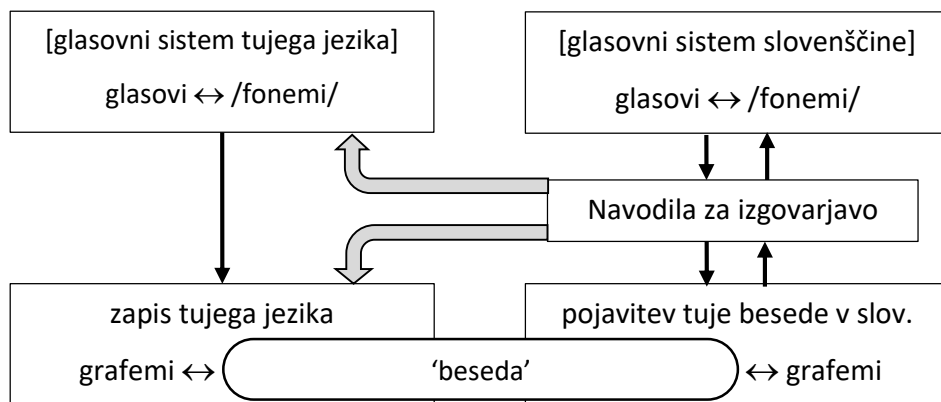 [glasovni sistem tujega jezika]
glasovi ↔ /fonemi/
[glasovni sistem slovenščine]
glasovi ↔ /fonemi/
Navodila za izgovarjavo
zapis tujega jezika
grafemi ↔
pojavitev tuje besede v slov.
‘beseda’
↔ grafemi